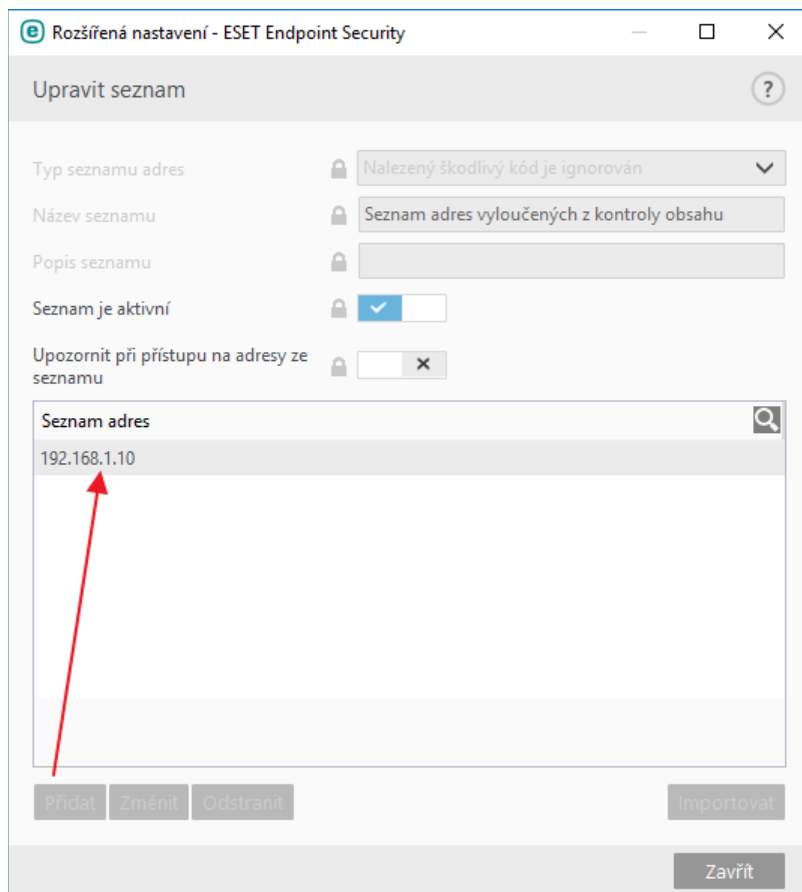 Rozšířená nastavení - ESET Endpoint Security
Upravit seznam
?
Typ seznamu adres
Nalezený škodlivý kód je ignorován
Název seznamu
Seznam adres vyloučených z kontroly obsahu
Popis seznamu
Seznam je aktivní
Upozornit při přístupu na adresy ze
seznamu
Seznam adres
192.168.1.10
Přidat Změnit Odstranit Importovat
Zavřít